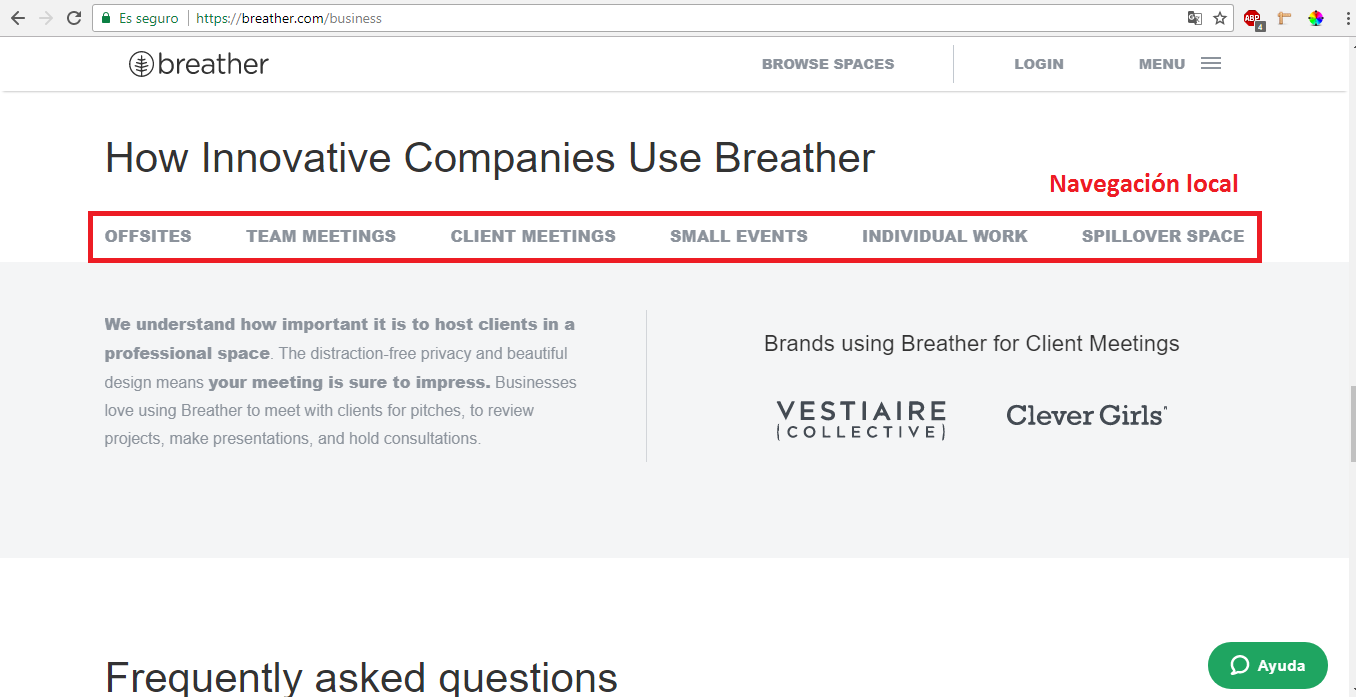 Es seguro
https://breather.com/business
ABP
4
breather
BROWSE SPACES
LOGIN
MENU
How Innovative Companies Use Breather
Navegación local
OFFSITES TEAM MEETINGS CLIENT MEETINGS SMALL EVENTS INDIVIDUAL WORK SPILLOVER SPACE
We understand how important it is to host clients in a
professional space. The distraction-free privacy and beautiful
design means your meeting is sure to impress. Businesses
love using Breather to meet with clients for pitches, to review
projects, make presentations, and hold consultations.
Brands using Breather for Client Meetings
VESTIAIRE
(COLLECTIVE)
Clever Girls
Frequently asked questions
Ayuda